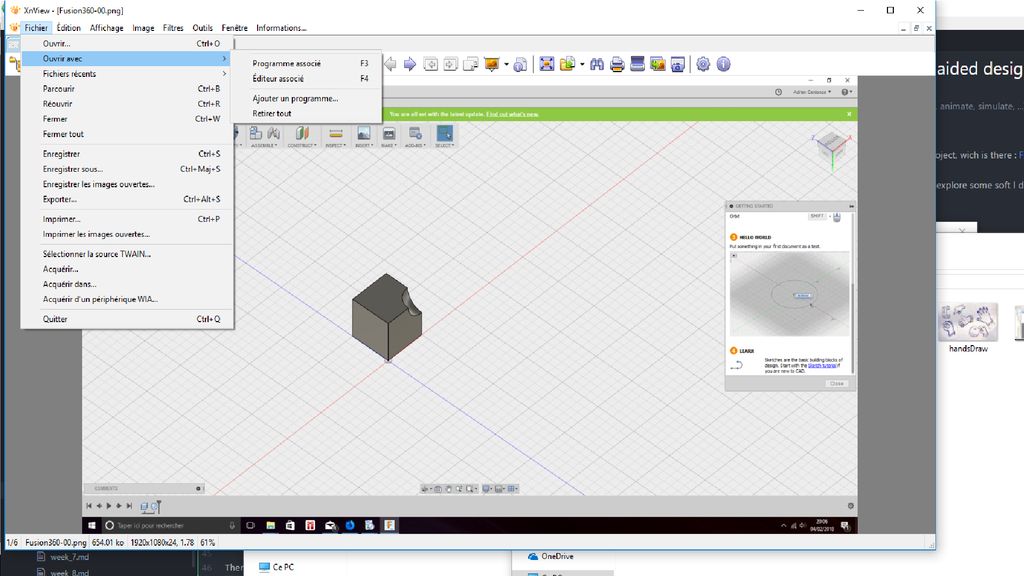 XnView - [Fusion360-00.png]
Fichier Édition Affichage Image Filtres Outils Fenêtre Informations...
Ouvrir... Ctrl+O
Ouvrir avec
Fichiers récents
Parcourir Ctrl+B
Réouvrir Ctrl+R
Fermer Ctrl+W
Fermer tout
Enregistrer Ctrl+S
Enregistrer sous... Ctrl+Maj+S
Enregistrer les images ouvertes...
Exporter... Ctrl+Alt+S
Imprimer... Ctrl+P
Imprimer les images ouvertes...
Sélectionner la source TWAIN...
Acquérir...
Acquérir dans...
Acquérir d'un périphérique WIA...
Quitter Ctrl+Q
Programme associé F3
Éditeur associé F4
Ajouter un programme...
Retirer tout
You are all set with the latest update. Find out what's new.
ASSEMBLE CONSTRUCT INSPECT INSERT MAKE ADD-INS SELECT
GETTING STARTED
Orbit SHIFT
3 HELLO WORLD
Put something in your first document as a test.
4 LEARN
Sketches are the basic building blocks of
design. Start with the Sketch tutorial if
you are new to CAD.
Close
COMMENTS
Taper ici pour rechercher
20:06
04/02/2018
1/6 Fusion360-00.png 654.01 ko 1920x1080x24, 1.78 61%
aided desig
, animate, simulate, ...
oject, wich is there : F
explore some soft I d
handsDraw
week_7.md
week_8.md
45
46 Ther
Ce PC
OneDrive